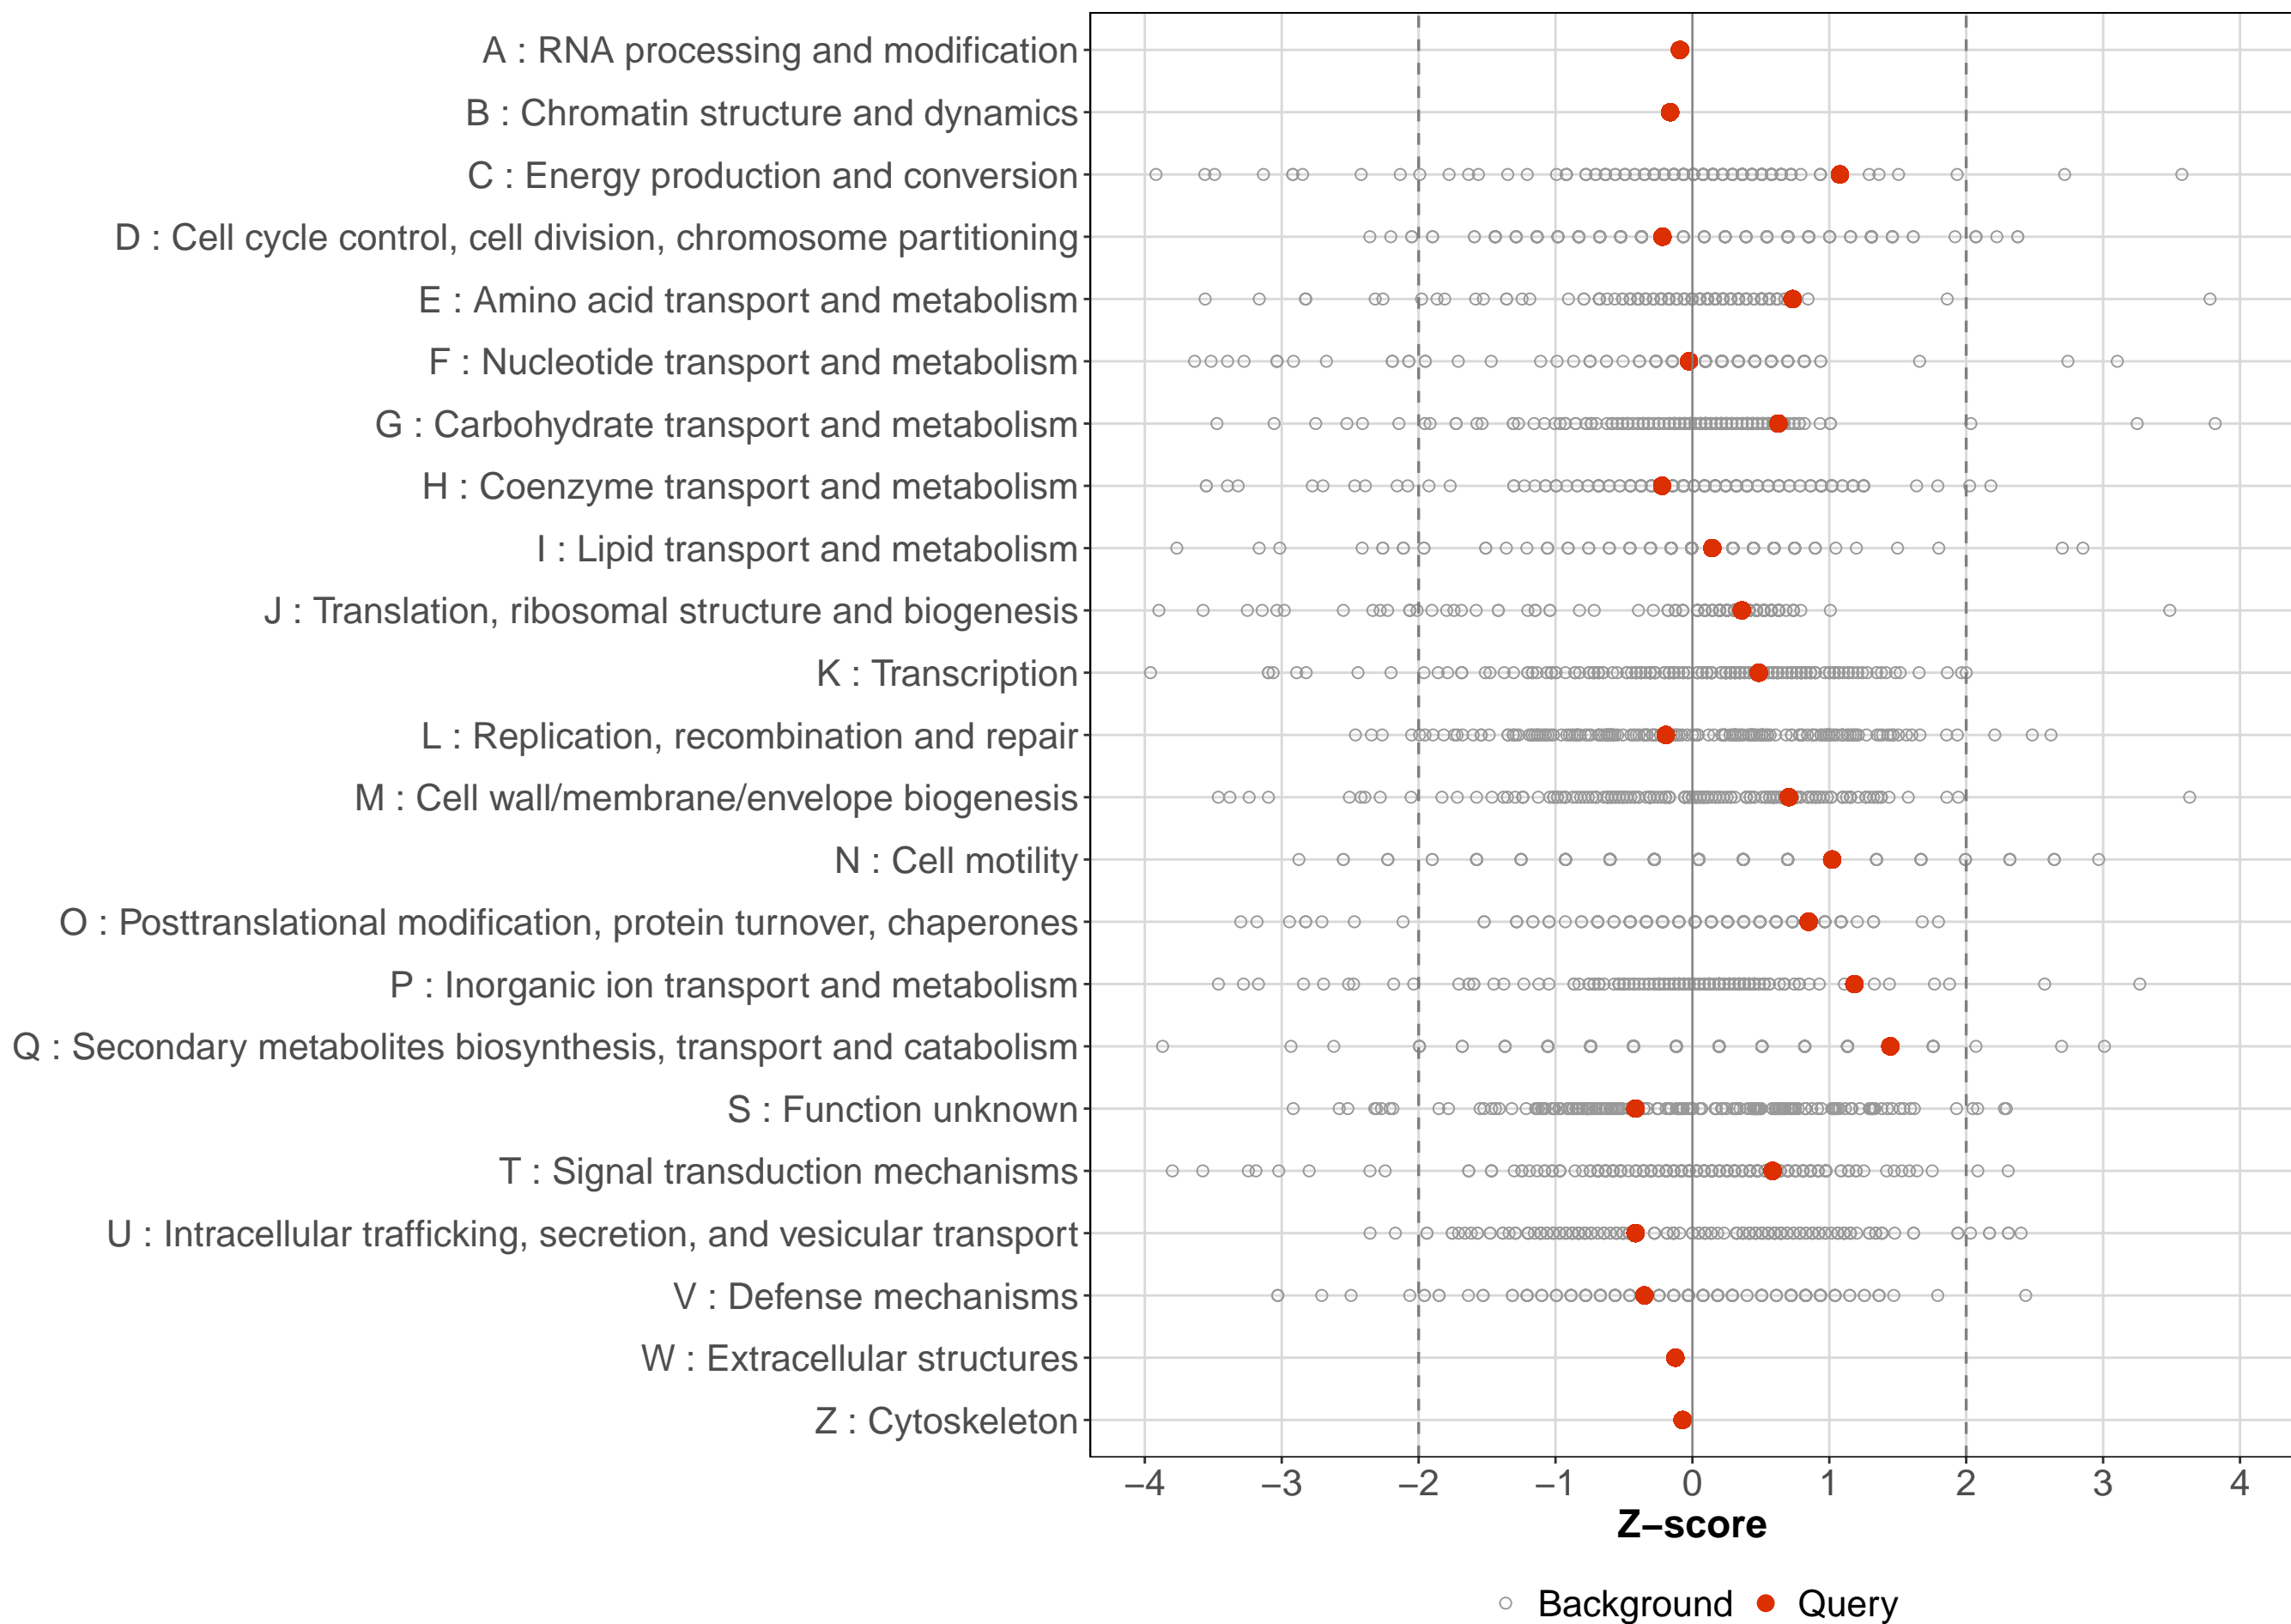 A : RNA processing and modification
B : Chromatin structure and dynamics
C : Energy production and conversion
D : Cell cycle control, cell division, chromosome partitioning
E : Amino acid transport and metabolism
F : Nucleotide transport and metabolism
G : Carbohydrate transport and metabolism
H : Coenzyme transport and metabolism
I : Lipid transport and metabolism
J : Translation, ribosomal structure and biogenesis
K : Transcription
L : Replication, recombination and repair
M : Cell wall/membrane/envelope biogenesis
N : Cell motility
O : Posttranslational modification, protein turnover, chaperones
P : Inorganic ion transport and metabolism
Q : Secondary metabolites biosynthesis, transport and catabolism
S : Function unknown
T : Signal transduction mechanisms
U : Intracellular trafficking, secretion, and vesicular transport
V : Defense mechanisms
W : Extracellular structures
Z : Cytoskeleton
−4 −3 −2 −1 0 1 2 3 4
Z−score
Background Query